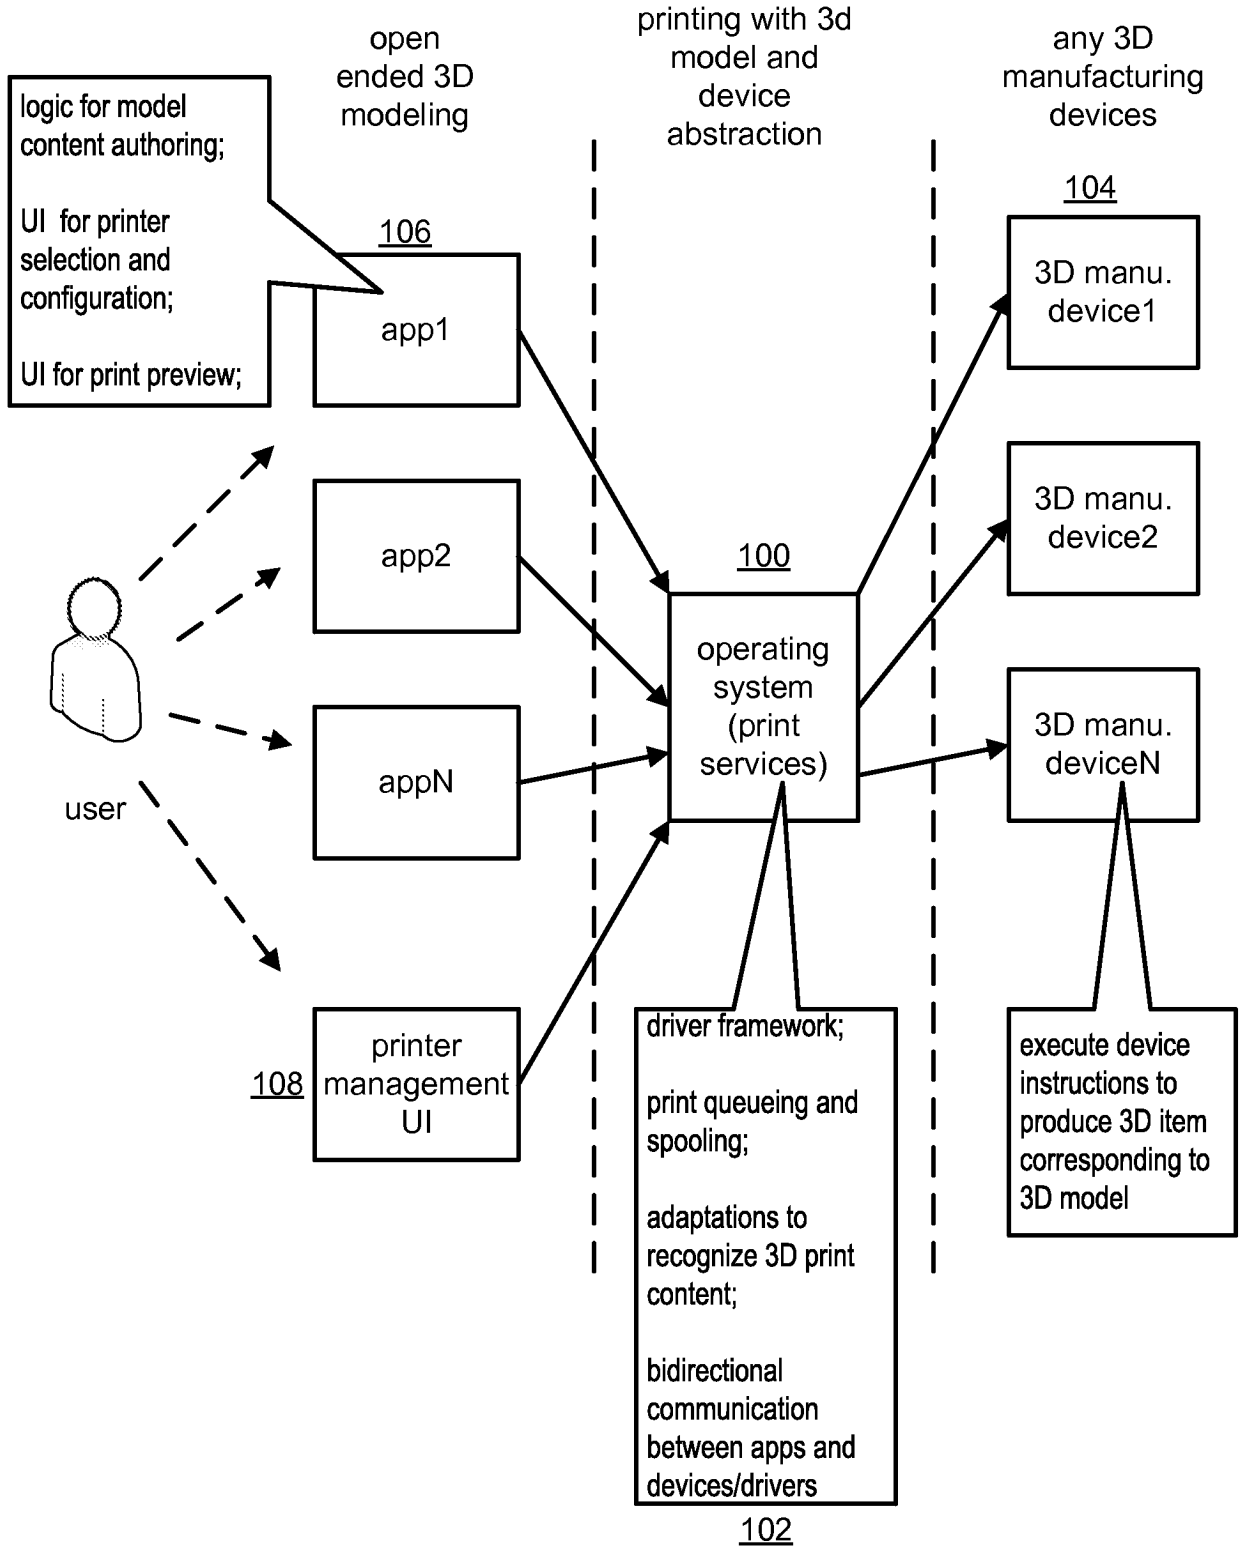 open
ended 3D
modeling
printing with 3d
model and
device
abstraction
any 3D
manufacturing
devices
logic for model
content authoring;
UI  for printer
selection and
configuration;
UI for print preview;
106
app1
app2
appN
user
108
printer
management
UI
100
operating
system
(print
services)
driver framework;
print queueing and
spooling;
adaptations to
recognize 3D print
content;
bidirectional
communication
between apps and
devices/drivers
102
104
3D manu.
device1
3D manu.
device2
3D manu.
deviceN
execute device
instructions to
produce 3D item
corresponding to
3D model